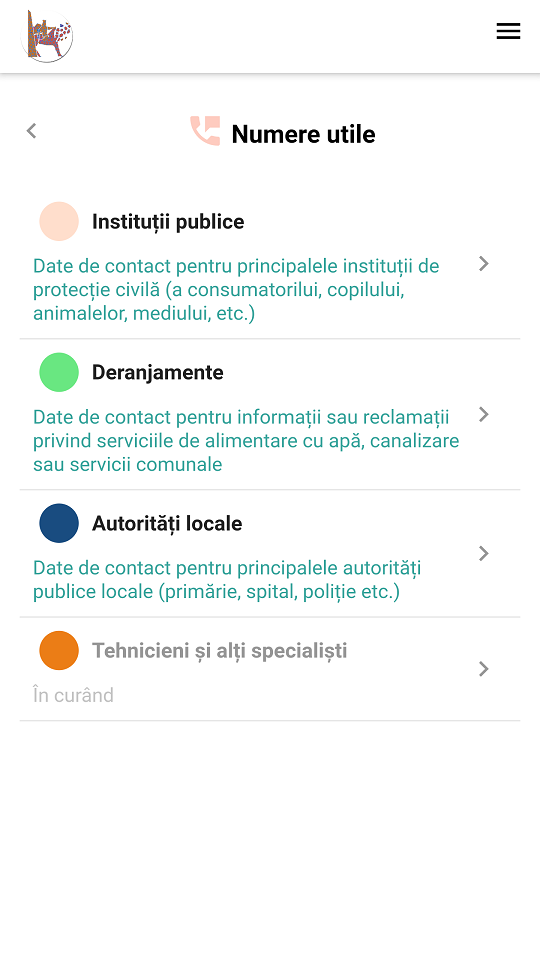 Numere utile
Instituții publice
Date de contact pentru principalele instituții de
protecție civilă (a consumatorilui, copilului,
animalelor, mediului, etc.)
Deranjamente
Date de contact pentru informații sau reclamații
privind serviciile de alimentare cu apă, canalizare
sau servicii comunale
Autorități locale
Date de contact pentru principalele autorități
publice locale (primărie, spital, poliție etc.)
Tehnicieni și alți specialiști
În curând